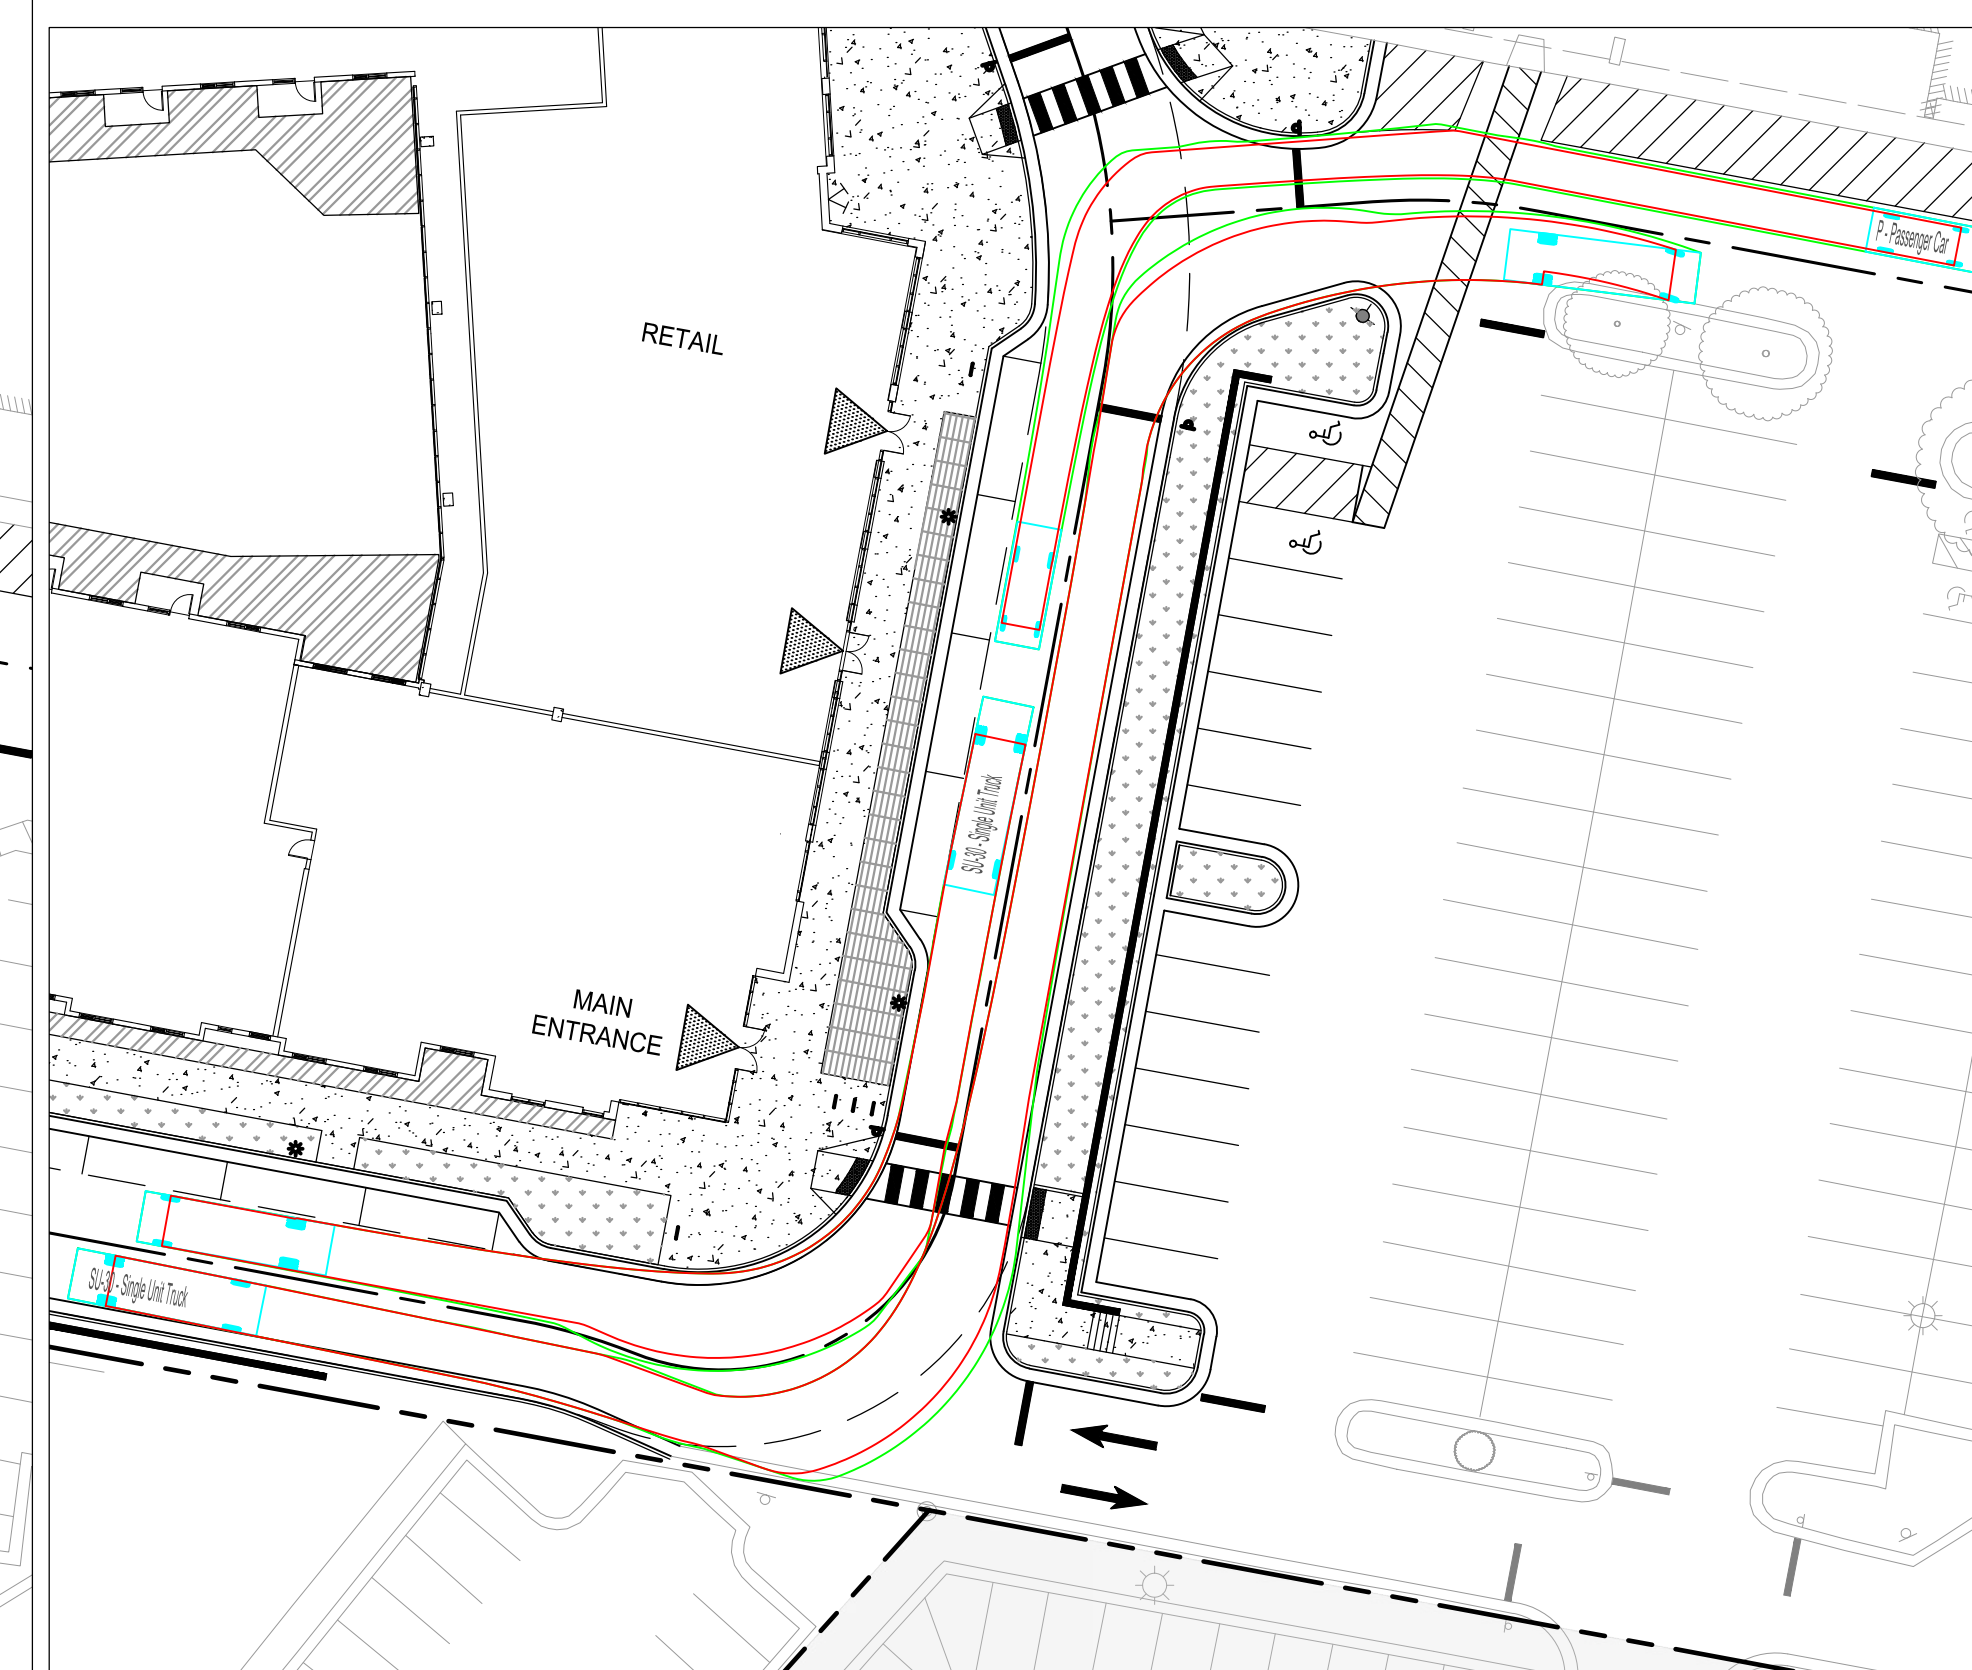 P - Passenger Car
RETAIL
SU-30 - Single Unit Truck
MAIN
ENTRANCE
SU-30 - Single Unit Truck